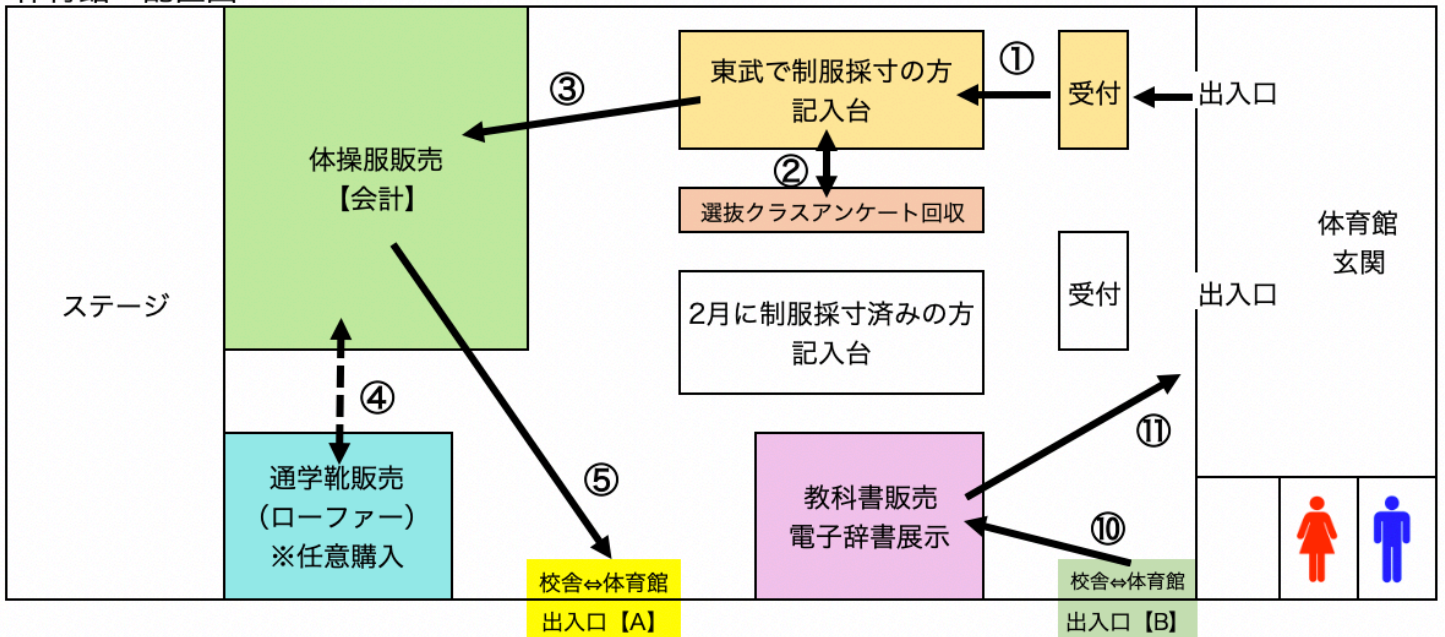 体操服販売
【会計】
③
東武で制服採寸の方
記入台
①
受付
出入口
②
選抜クラスアンケート回収
体育館
玄関
ステージ
2月に制服採寸済みの方
記入台
受付
出入口
④
⑤
⑪
通学靴販売
（ローファー）
※任意購入
教科書販売
電子辞書展示
⑩
校舎⇔体育館
出入口【A】
校舎⇔体育館
出入口【B】